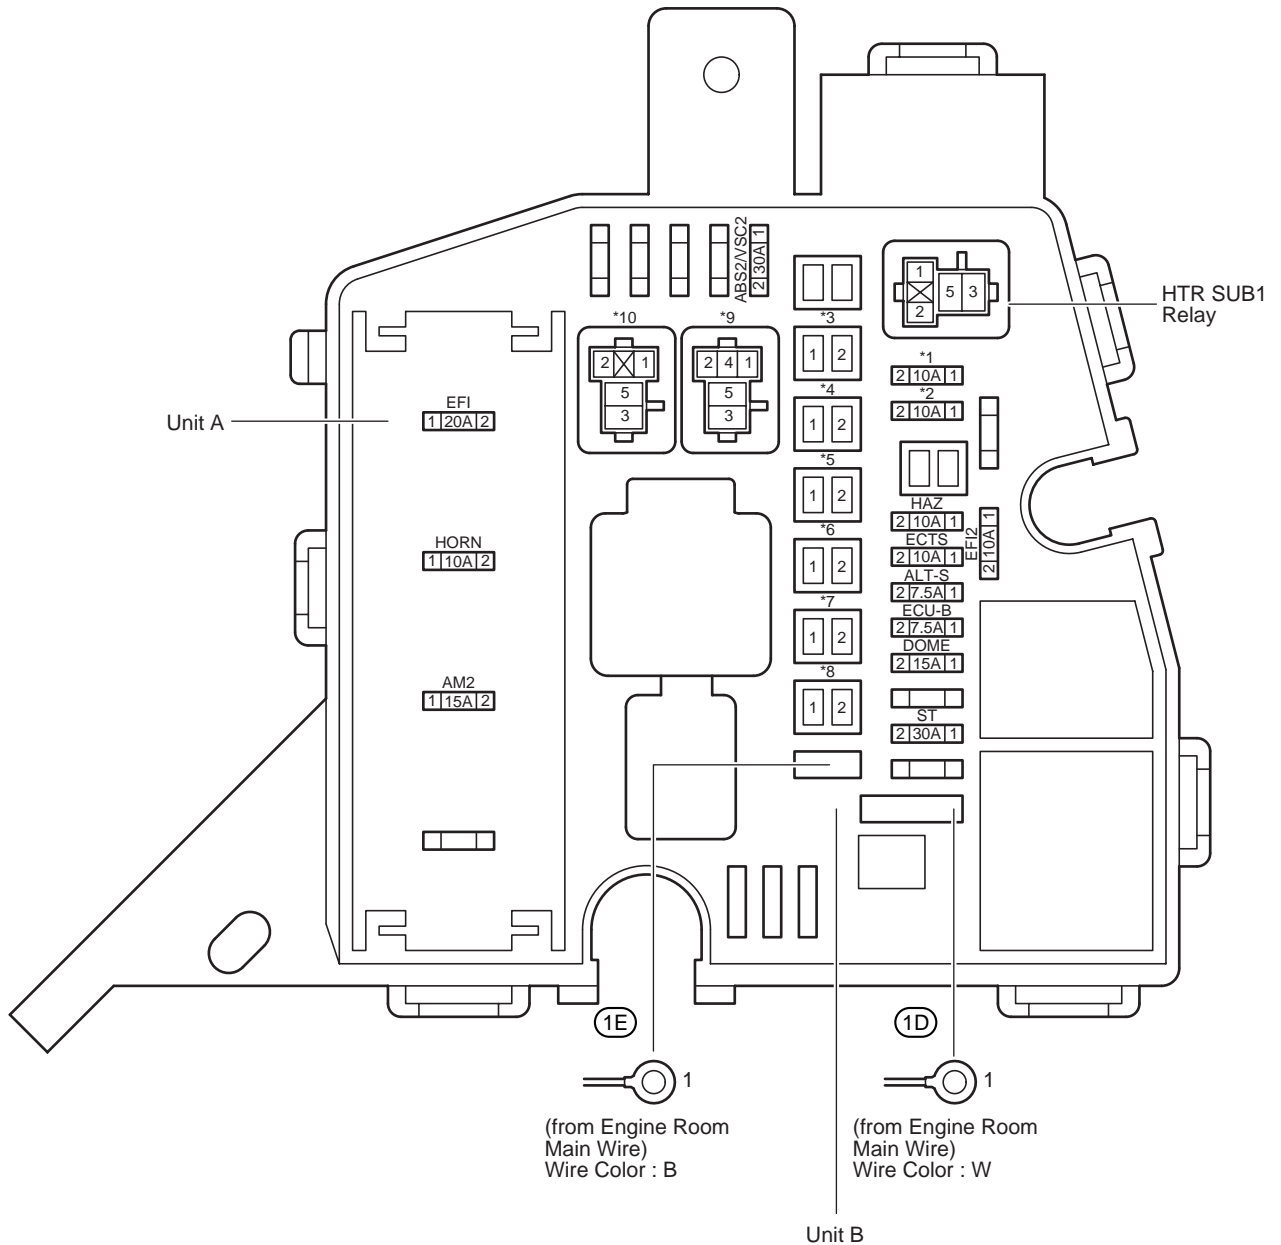 ABS2/VSC2
2 30A 1
*10
*9
*3
1
5 3
2
HTR SUB1
Relay
2 1
5
3
2 4 1
5
3
1 2
*1
2 10A 1
*4
*2
2 10A 1
1 2
Unit A
EFI
1 20A 2
*5
1 2
HAZ
2 10A 1
EFI2
2 10A 1
*6
ECTS
2 10A 1
1 2
HORN
1 10A 2
ALT-S
2 7.5A 1
*7
ECU-B
2 7.5A 1
1 2
DOME
2 15A 1
*8
AM2
1 15A 2
1 2
ST
2 30A 1
1E
1D
1
1
(from Engine Room
Main Wire)
Wire Color : B
(from Engine Room
Main Wire)
Wire Color : W
Unit B